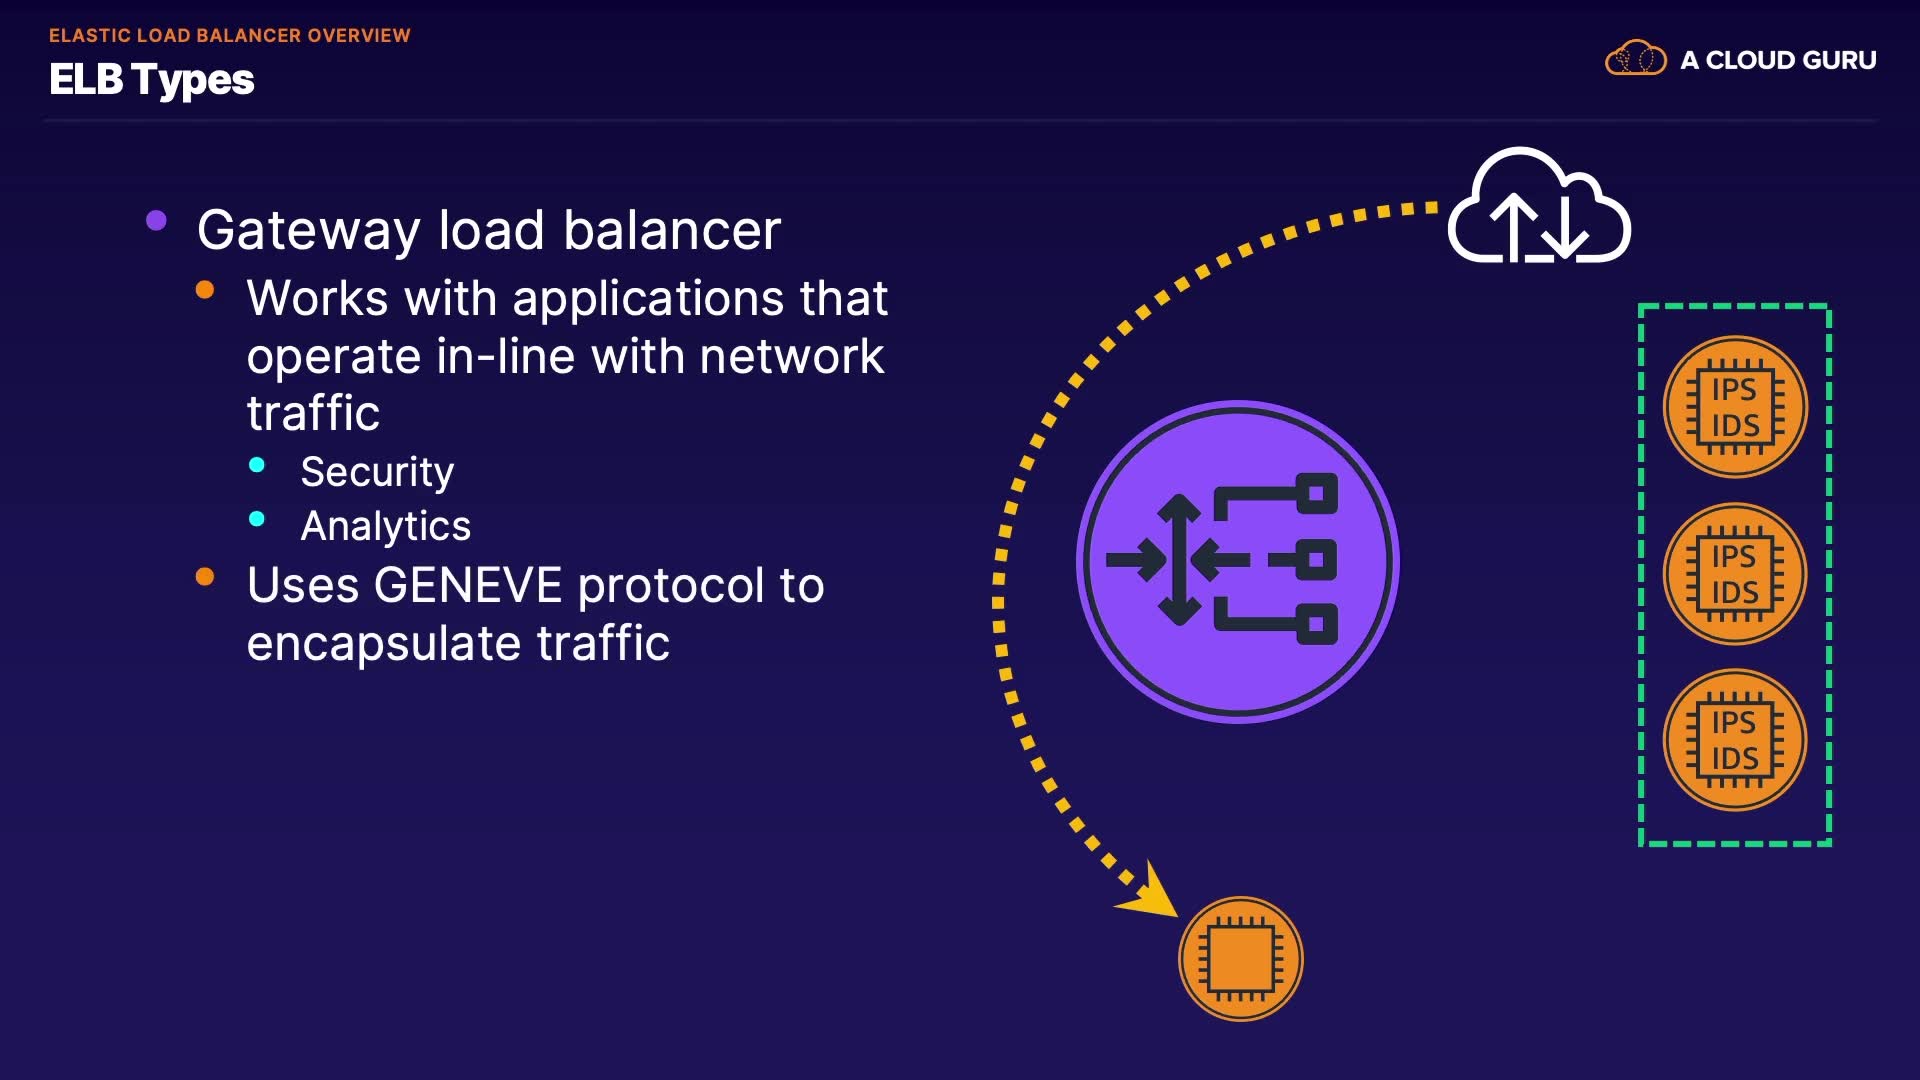 ELASTIC LOAD BALANCER OVERVIEW
ELB Types
A CLOUD GURU
Gateway load balancer
Works with applications that
operate in-line with network
traffic
Security
Analytics
Uses GENEVE protocol to
encapsulate traffic
IPS
IDS
IPS
IDS
IPS
IDS